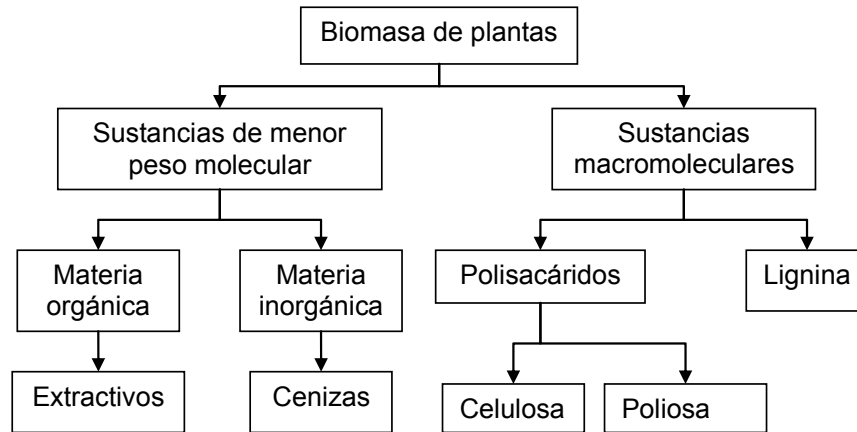 Biomasa de plantas
Sustancias de menor
peso molecular
Sustancias
macromoleculares
Materia
orgánica
Materia
inorgánica
Polisacáridos
Lignina
Extractivos
Cenizas
Celulosa
Poliosa